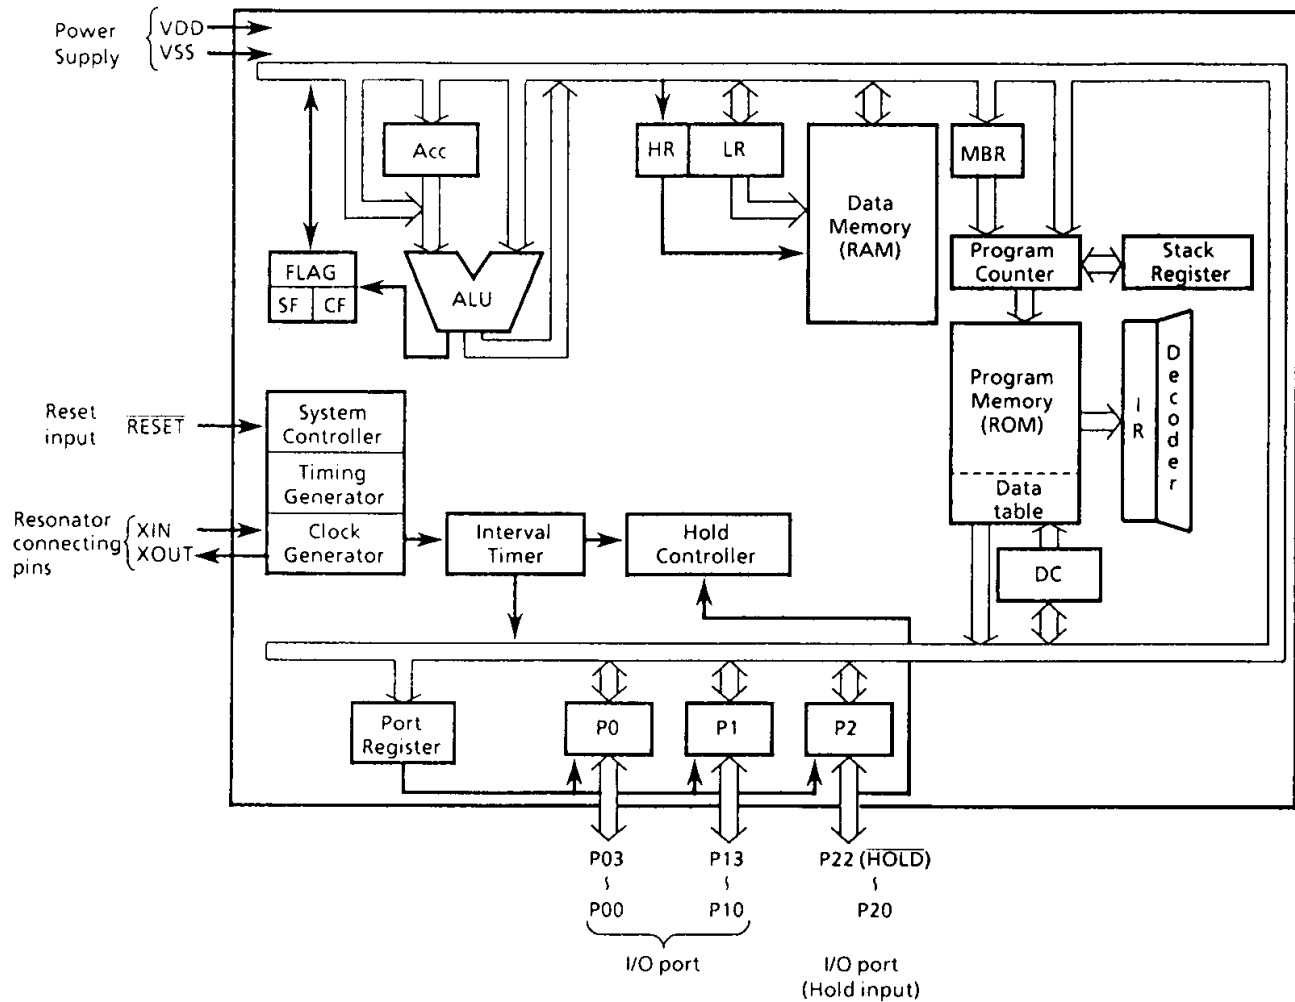 Power
Supply
VDD
VSS
Acc
HR
LR
MBR
Data
Memory
(RAM)
Program
Counter
Stack
Register
FLAG
SF
CF
ALU
Program
Memory
(ROM)
Data
table
I
R
Decoder
Reset
input
RESET
System
Controller
Timing
Generator
Clock
Generator
Resonator
connecting
pins
XIN
XOUT
Interval
Timer
Hold
Controller
DC
Port
Register
P0
P1
P2
P03
~
P00
P13
~
P10
P22 (HOLD)
~
P20
I/O port
I/O port
(Hold input)